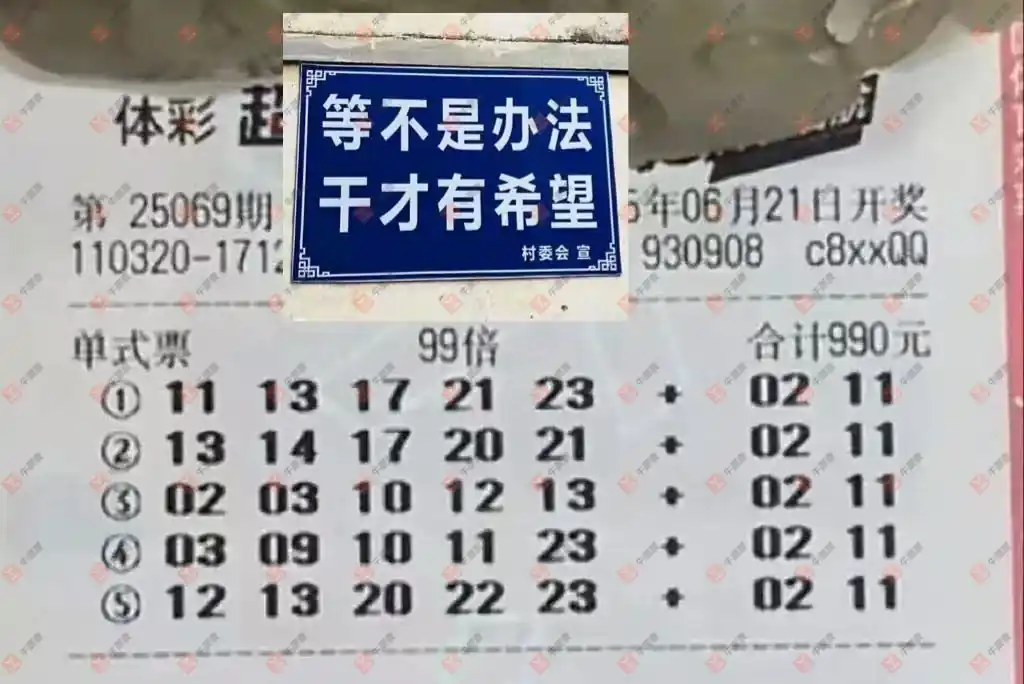 体彩 超
等不是办法
干才有希望
村委会 宣
第 25069期
5年06月21日开奖
110320-1712
930908 c8xxQQ
单式票 99倍 合计990元
① 11 13 17 21 23 + 02 11
② 13 14 17 20 21 + 02 11
③ 02 03 10 12 13 + 02 11
④ 03 09 10 11 23 + 02 11
⑤ 12 13 20 22 23 + 02 11